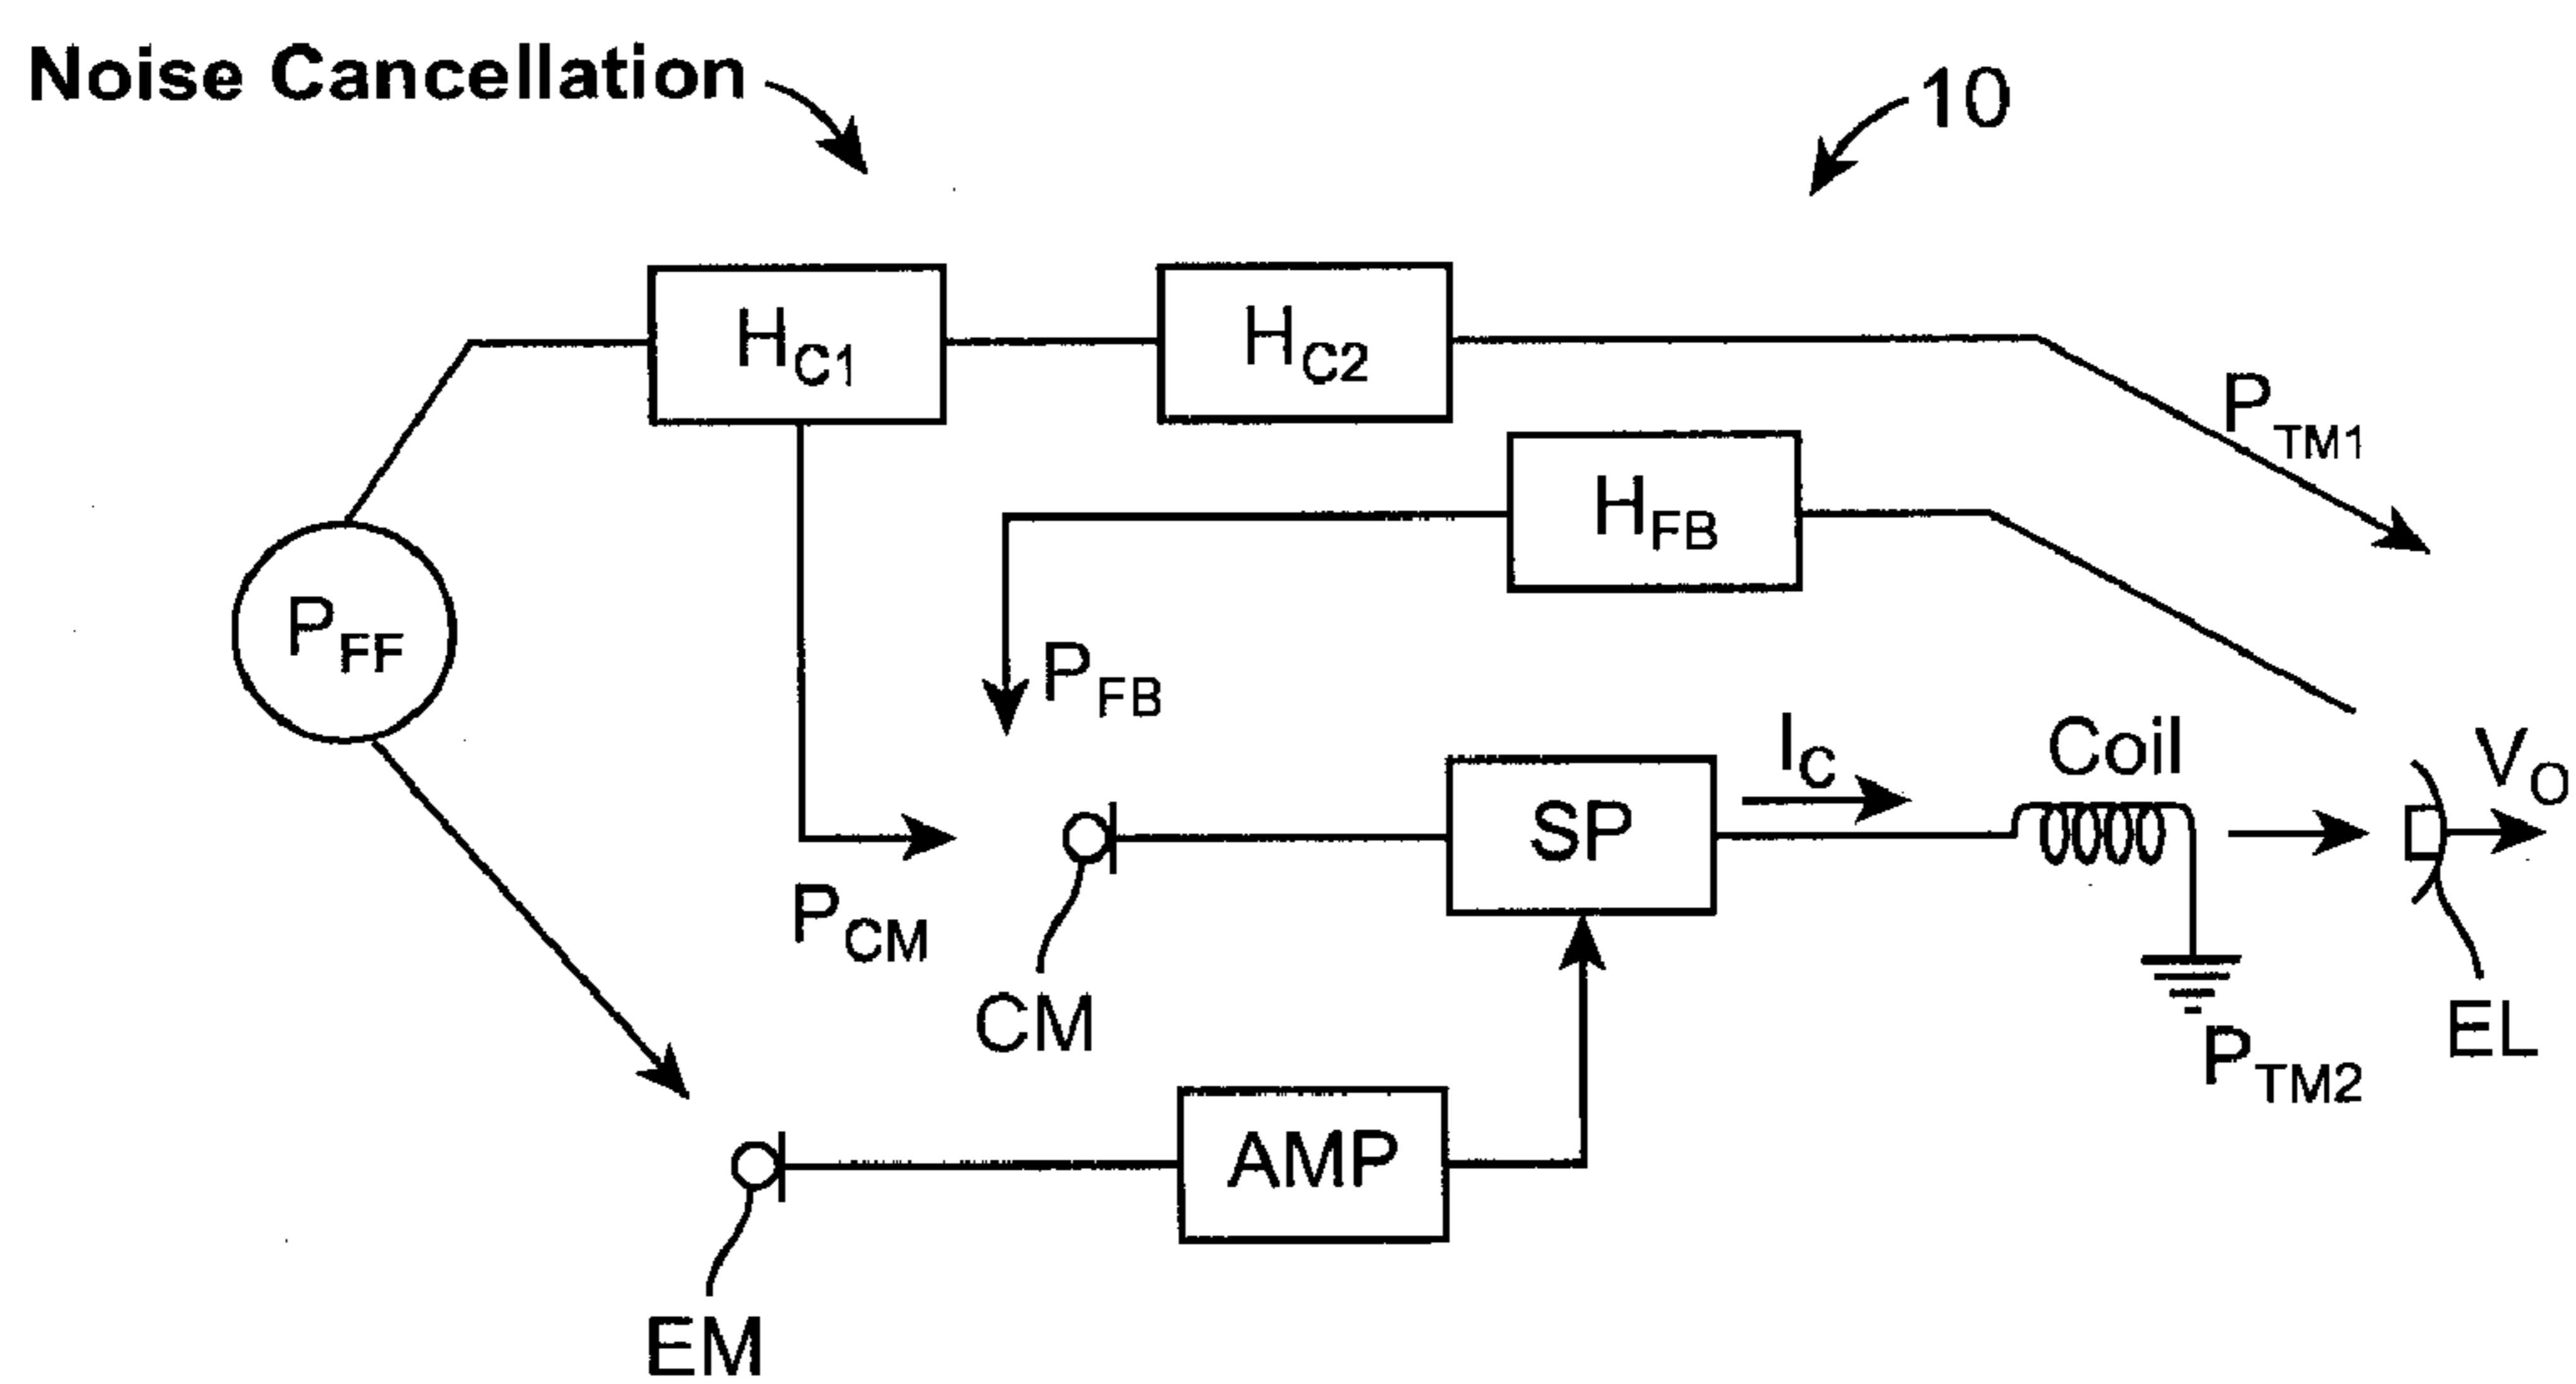 Noise Cancellation
10
H_C1
H_C2
P_TM1
H_FB
P_FF
P_FB
I_C
Coil
V_O
SP
P_CM
CM
EL
P_TM2
AMP
EM